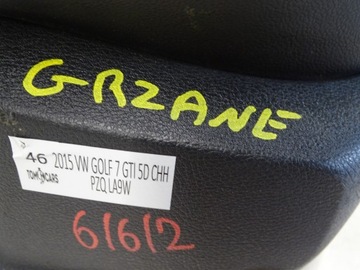 GRZANE
46 2015 VW GOLF 7 GTI 5D CHH
TOMCARS PZQ LA9W
61612